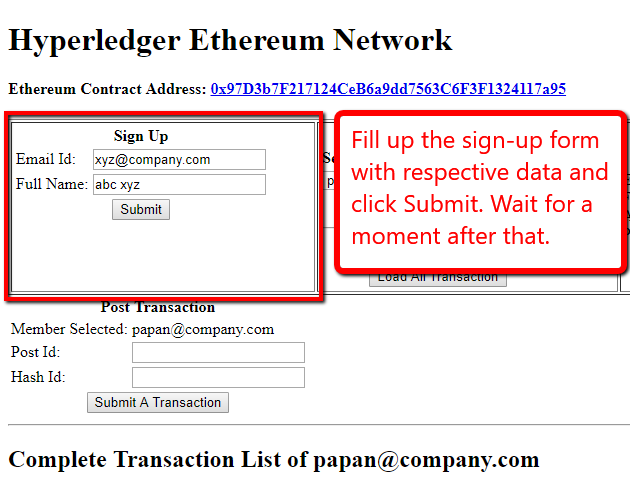 Hyperledger Ethereum Network
Ethereum Contract Address: 0x97D3b7F217124CeB6a9dd7563C6F3F1324117a95
Sign Up
Email Id: xyz@company.com
Full Name: abc xyz
Submit
Fill up the sign-up form
with respective data and
click Submit. Wait for a
moment after that.
Load All Transaction
Post Transaction
Member Selected: papan@company.com
Post Id:
Hash Id:
Submit A Transaction
Complete Transaction List of papan@company.com